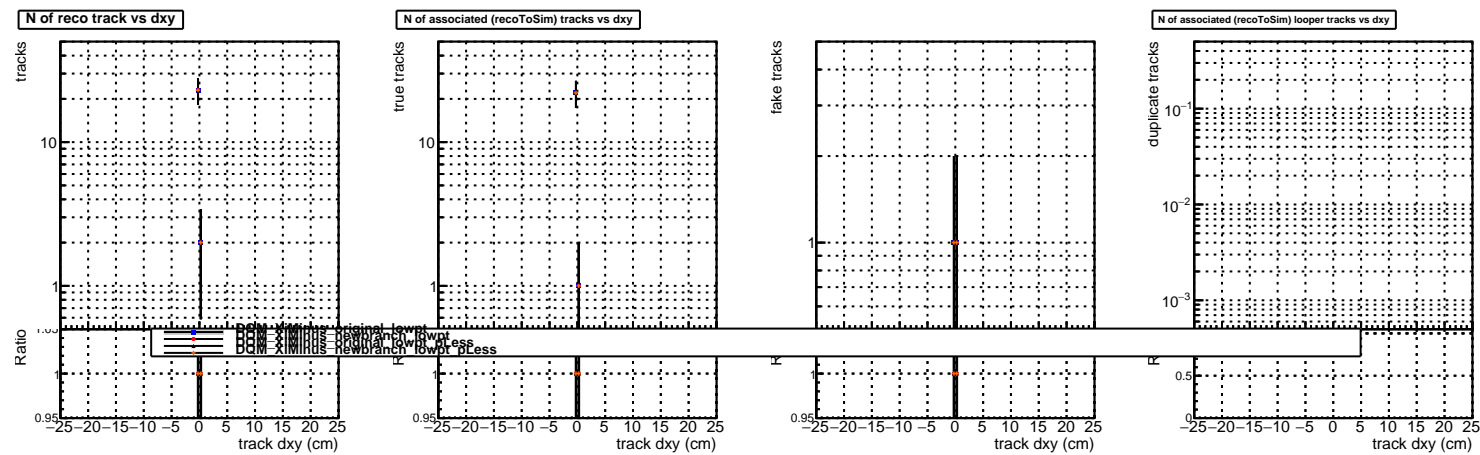 N of reco track vs dxy
N of associated (recoToSim) tracks vs dxy
N of associated (recoToSim) looper tracks vs dxy
tracks
10
1
Ratio
1
0.95
−25 −20 −15 −10 −5 0 5 10 15 20 25
track dxy (cm)
true tracks
10
1
1
0.95
−25 −20 −15 −10 −5 0 5 10 15 20 25
track dxy (cm)
fake tracks
1
1
0.95
−25 −20 −15 −10 −5 0 5 10 15 20 25
track dxy (cm)
duplicate tracks
10−1
10−2
10−3
0.5
0
−25 −20 −15 −10 −5 0 5 10 15 20 25
track dxy (cm)
DQM_XiMinus_original_lowpt
DQM_XiMinus_newbranch_lowpt
DQM_XiMinus_original_lowpt_pLess
DQM_XiMinus_newbranch_lowpt_pLess